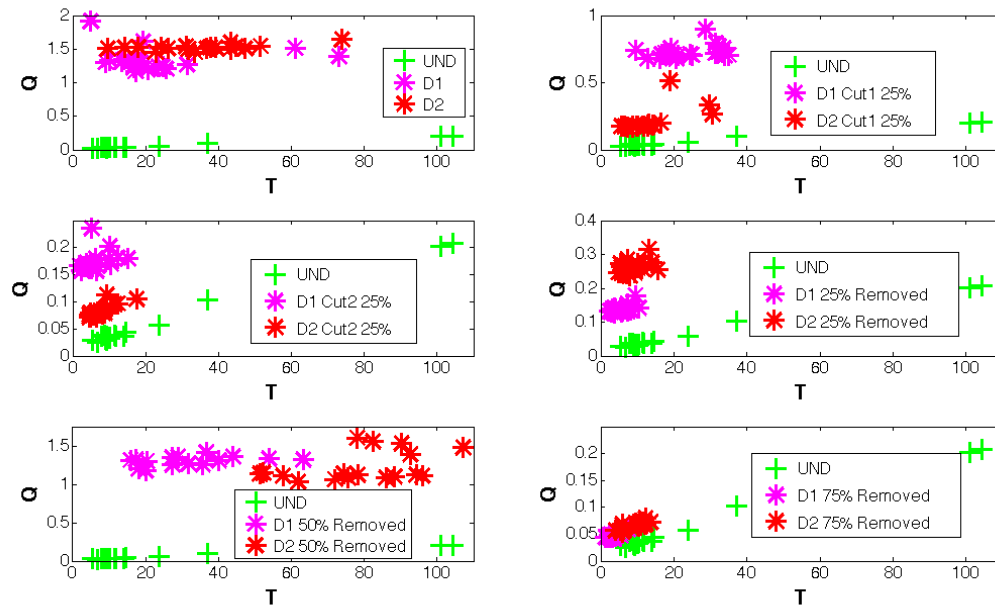 2
1.5
1
0.5
0
Q
0 20 40 60 80 100
T
UND
D1
D2
1
0.5
0
Q
0 20 40 60 80 100
T
UND
D1 Cut1 25%
D2 Cut1 25%
0.2
0.15
0.1
0.05
0
Q
0 20 40 60 80 100
T
UND
D1 Cut2 25%
D2 Cut2 25%
0.4
0.3
0.2
0.1
0
Q
0 20 40 60 80 100
T
UND
D1 25% Removed
D2 25% Removed
1.5
1
0.5
0
Q
0 20 40 60 80 100
T
UND
D1 50% Removed
D2 50% Removed
0.2
0.15
0.1
0.05
0
Q
0 20 40 60 80 100
T
UND
D1 75% Removed
D2 75% Removed